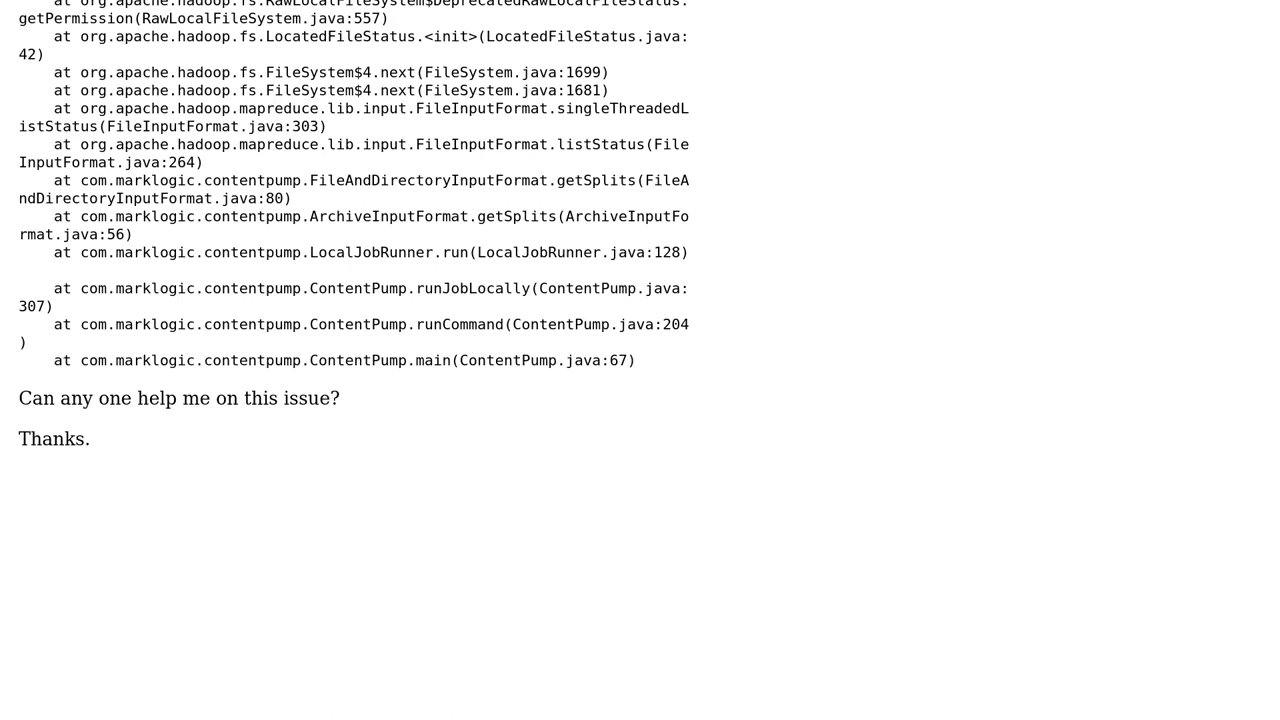 at org.apache.hadoop.fs.RawLocalFileSystem$DeprecatedRawLocalFileStatus.
getPermission(RawLocalFileSystem.java:557)
at org.apache.hadoop.fs.LocatedFileStatus.<init>(LocatedFileStatus.java:
42)
at org.apache.hadoop.fs.FileSystem$4.next(FileSystem.java:1699)
at org.apache.hadoop.fs.FileSystem$4.next(FileSystem.java:1681)
at org.apache.hadoop.mapreduce.lib.input.FileInputFormat.singleThreadedL
istStatus(FileInputFormat.java:303)
at org.apache.hadoop.mapreduce.lib.input.FileInputFormat.listStatus(File
InputFormat.java:264)
at com.marklogic.contentpump.FileAndDirectoryInputFormat.getSplits(FileA
ndDirectoryInputFormat.java:80)
at com.marklogic.contentpump.ArchiveInputFormat.getSplits(ArchiveInputFo
rmat.java:56)
at com.marklogic.contentpump.LocalJobRunner.run(LocalJobRunner.java:128)
at com.marklogic.contentpump.ContentPump.runJobLocally(ContentPump.java:
307)
at com.marklogic.contentpump.ContentPump.runCommand(ContentPump.java:204
)
at com.marklogic.contentpump.ContentPump.main(ContentPump.java:67)
Can any one help me on this issue?
Thanks.